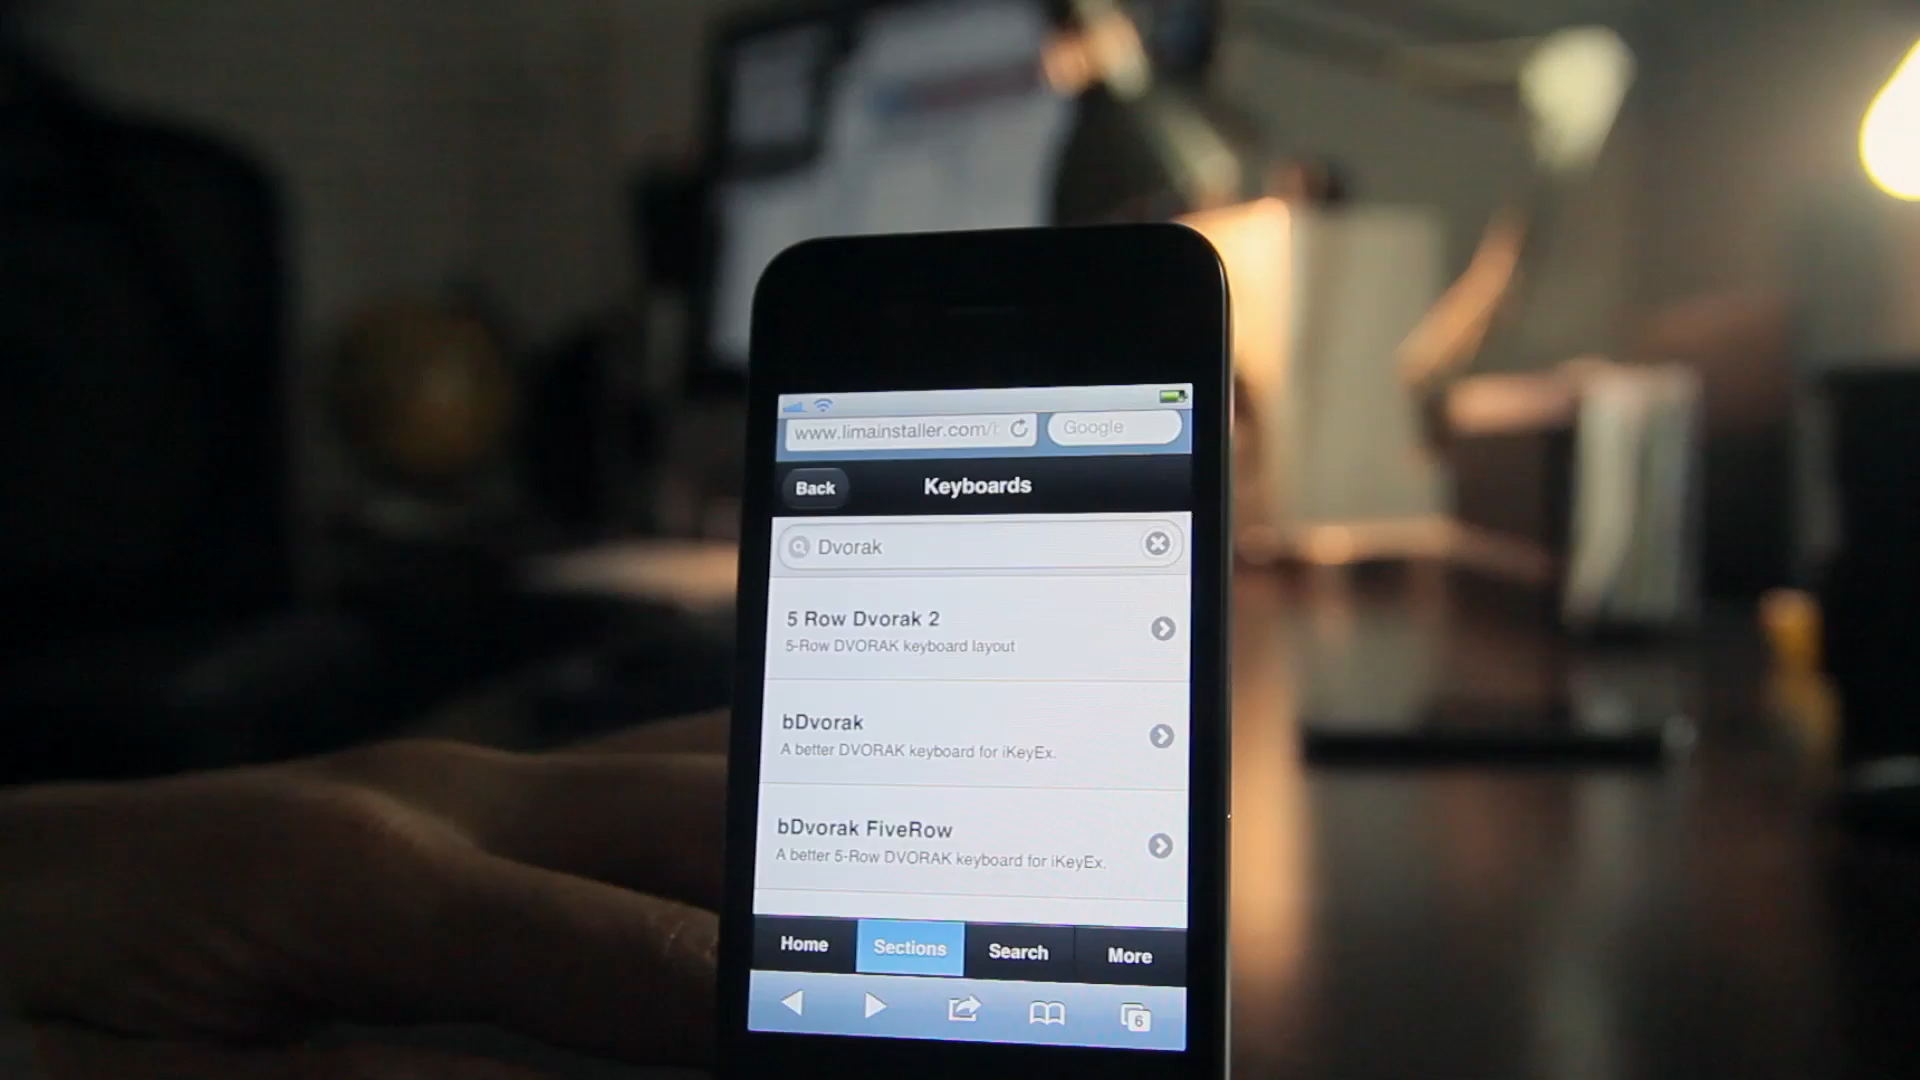 www.limainstaller.com/b
Google
Back
Keyboards
Dvorak
5 Row Dvorak 2
5-Row DVORAK keyboard layout
bDvorak
A better DVORAK keyboard for iKeyEx.
bDvorak FiveRow
A better 5-Row DVORAK keyboard for iKeyEx.
Home
Sections
Search
More
6